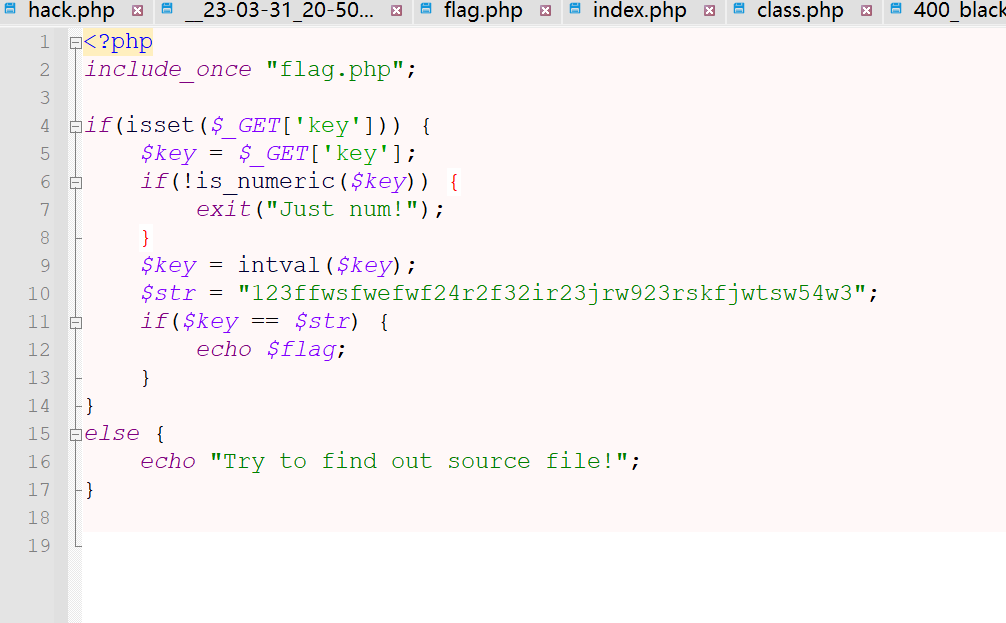 hack.php __23-03-31_20-50... flag.php index.php class.php 400_black
1 <?php
2 include_once "flag.php";
3
4 if(isset($_GET['key'])) {
5 $key = $_GET['key'];
6 if(!is_numeric($key)) {
7 exit("Just num!");
8 }
9 $key = intval($key);
10 $str = "123ffwsfwefwf24r2f32ir23jrw923rskfjwtsw54w3";
11 if($key == $str) {
12 echo $flag;
13 }
14 }
15 else {
16 echo "Try to find out source file!";
17 }
18
19